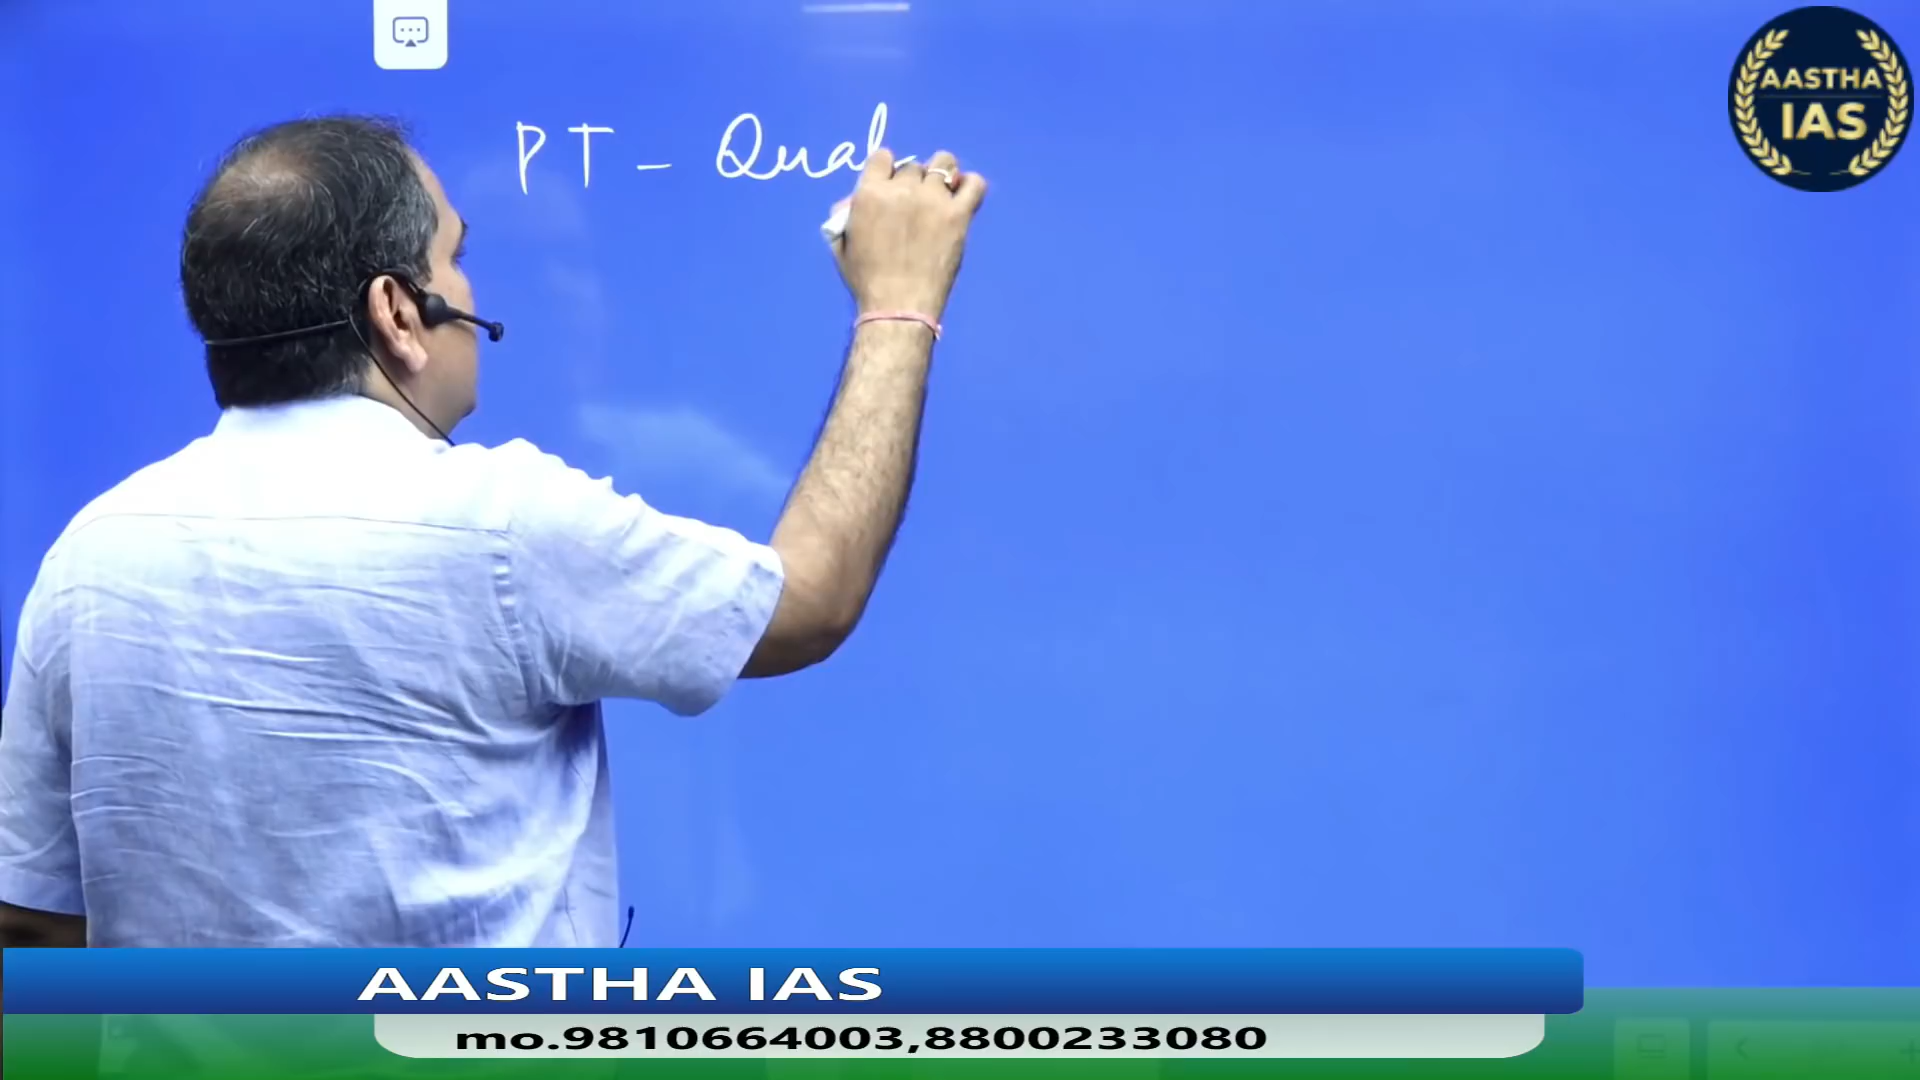 AASTHA
IAS
PT - Qual
AASTHA IAS
mo.9810664003,8800233080